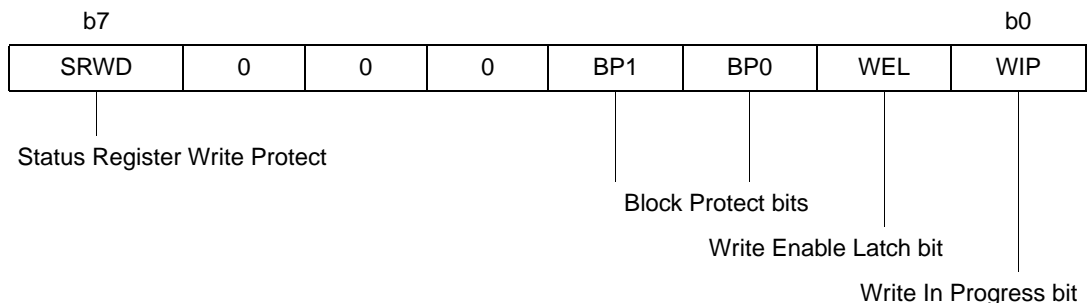 b7 b0
SRWD 0 0 0 BP1 BP0 WEL WIP
Status Register Write Protect
Block Protect bits
Write Enable Latch bit
Write In Progress bit